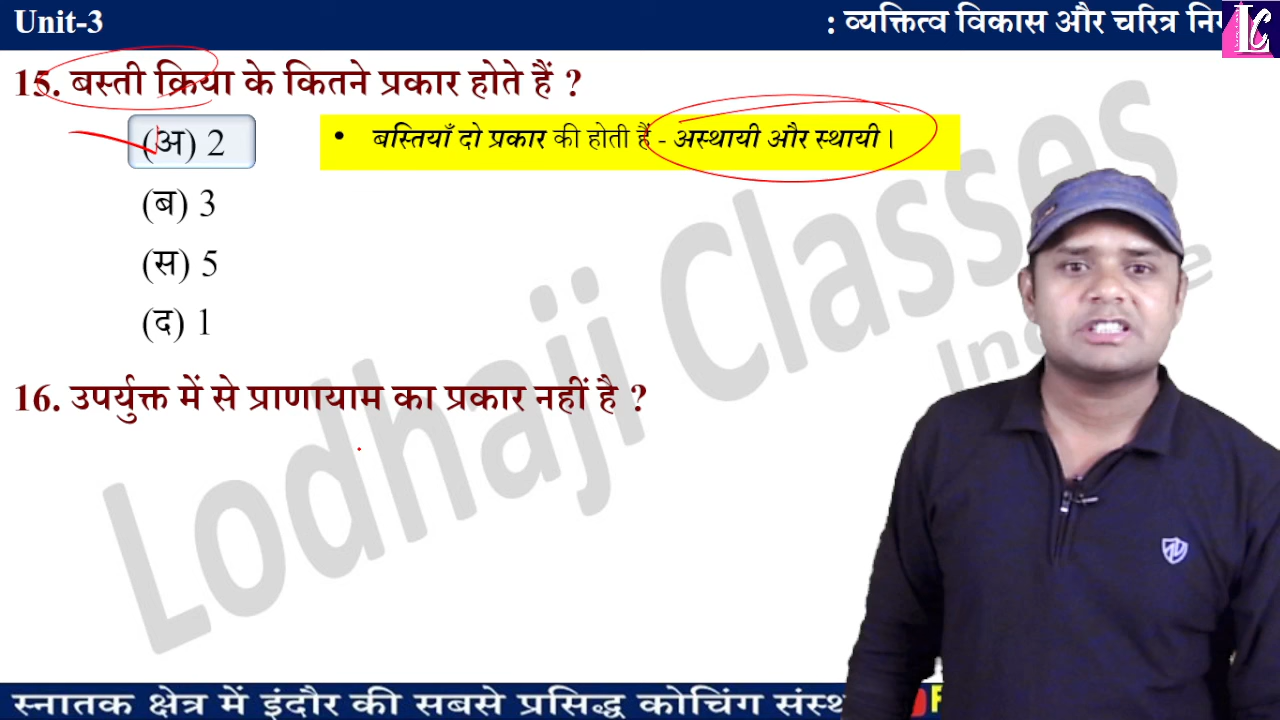 Unit-3
: व्यक्तित्व विकास और चरित्र
LC
15. बस्ती क्रिया के कितने प्रकार होते हैं ?
(अ) 2
• बस्तियाँ दो प्रकार की होती हैं - अस्थायी और स्थायी ।
(ब) 3
(स) 5
(द) 1
16. उपर्युक्त में से प्राणायाम का प्रकार नहीं है ?
Lodhaji Classes
स्नातक क्षेत्र में इंदौर की सबसे प्रसिद्ध कोचिंग